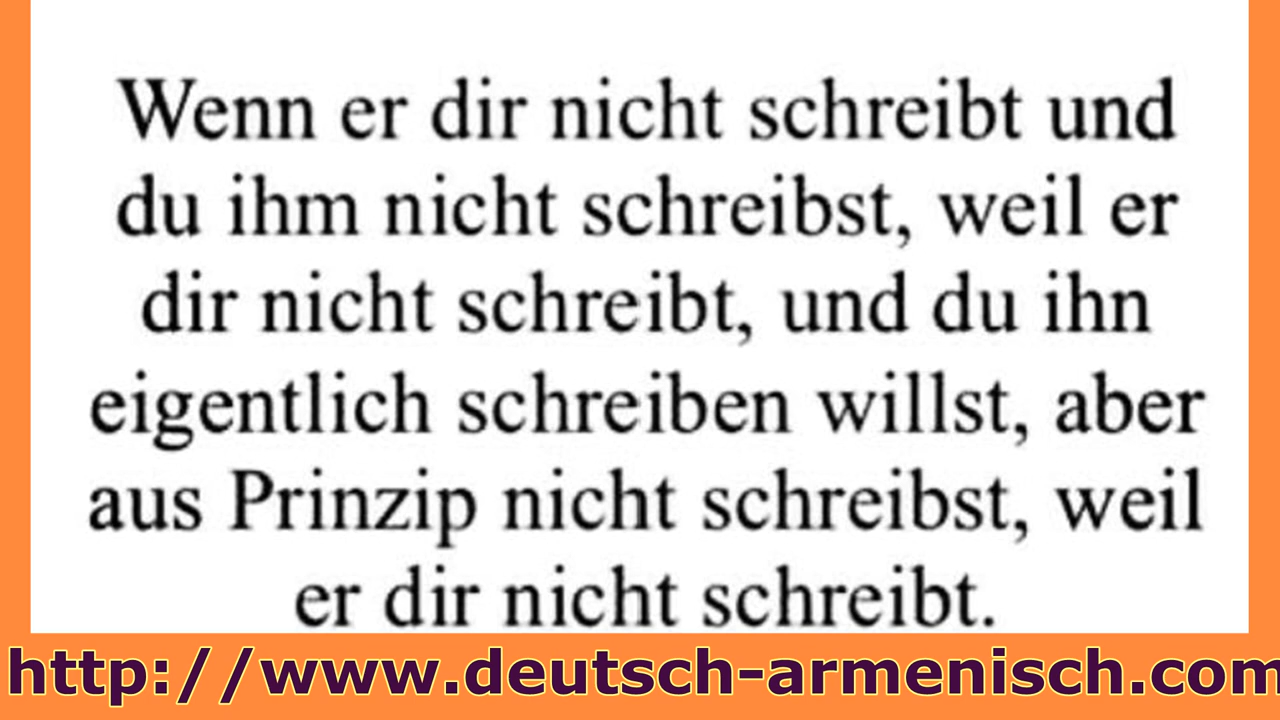 Wenn er dir nicht schreibt und
du ihm nicht schreibst, weil er
dir nicht schreibt, und du ihn
eigentlich schreiben willst, aber
aus Prinzip nicht schreibst, weil
er dir nicht schreibt.
http://www.deutsch-armenisch.com